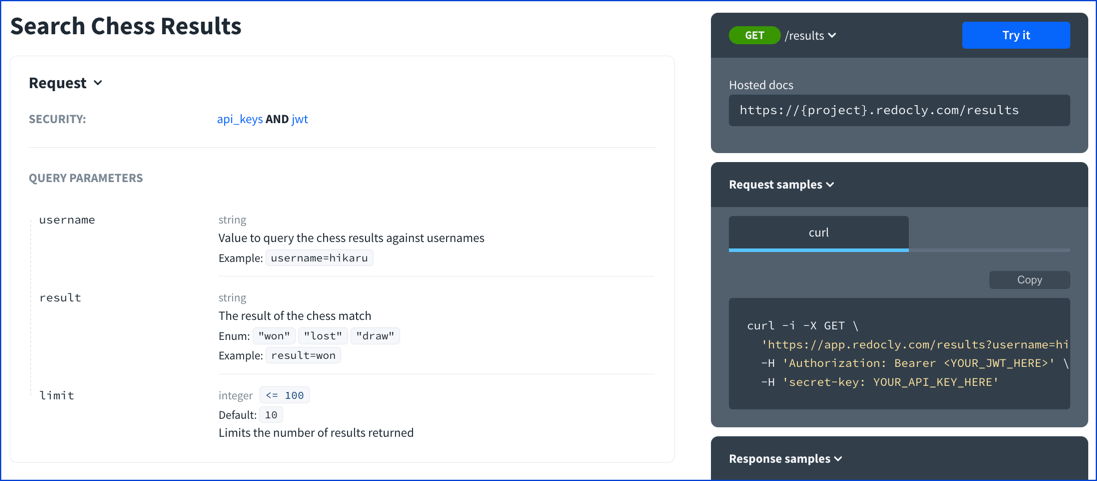 Search Chess Results
Request
SECURITY: api_keys AND jwt
QUERY PARAMETERS
username string
Value to query the chess results against usernames
Example: username=hikaru
result string
The result of the chess match
Enum: "won" "lost" "draw"
Example: result=won
limit integer <= 100
Default: 10
Limits the number of results returned
GET /results Try it
Hosted docs
https://{project}.redocly.com/results
Request samples
curl
Copy
curl -i -X GET \
'https://app.redocly.com/results?username=hi
-H 'Authorization: Bearer <YOUR_JWT_HERE>' \
-H 'secret-key: YOUR_API_KEY_HERE'
Response samples